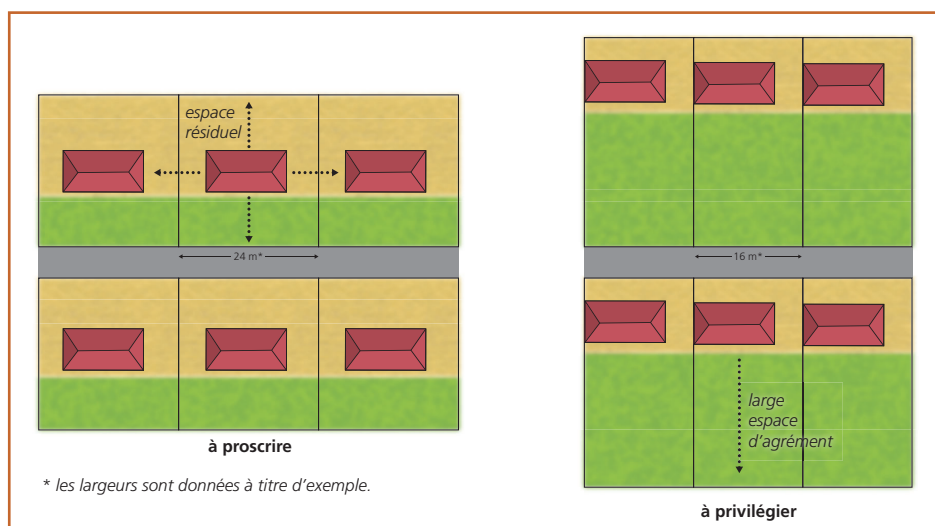 espace
résiduel
24 m*
à proscrire
* les largeurs sont données à titre d'exemple.
16 m*
large
espace
d'agrément
à privilégier